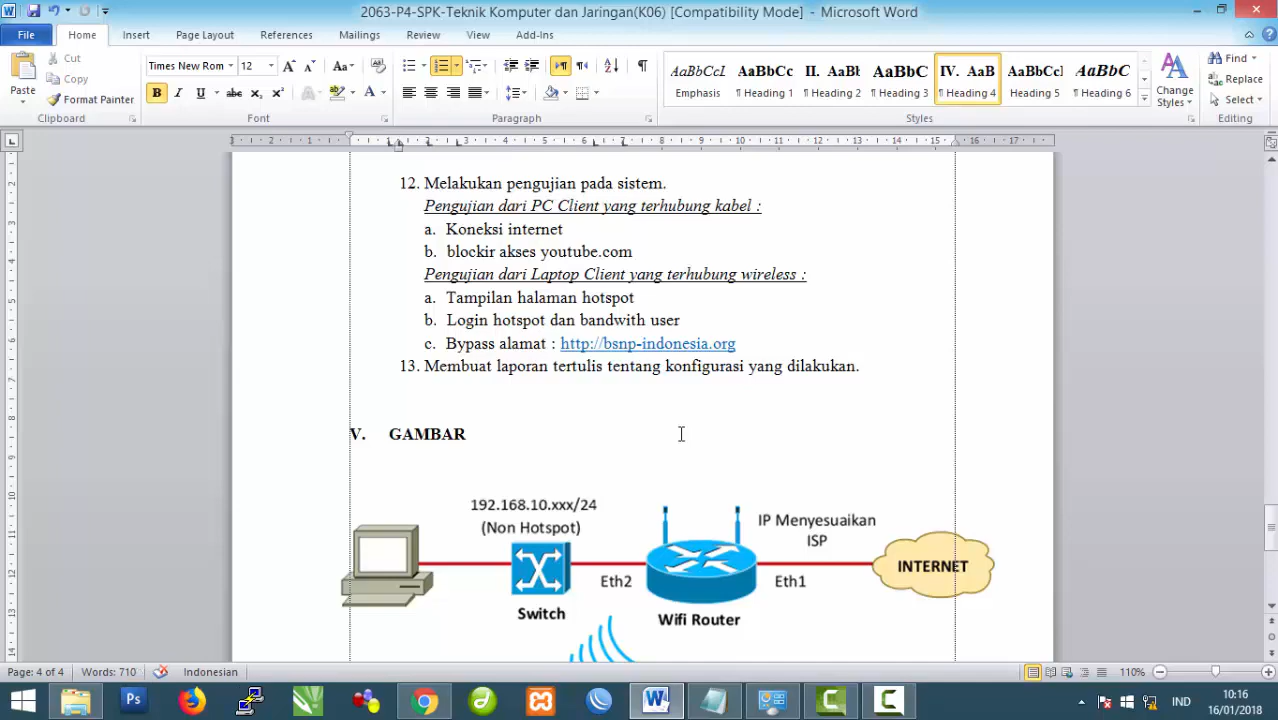 2063-P4-SPK-Teknik Komputer dan Jaringan(K06) [Compatibility Mode] - Microsoft Word
File Home Insert Page Layout References Mailings Review View Add-Ins
Paste
Cut
Copy
Format Painter
Clipboard
Times New Rom 12
Font
Paragraph
AaBbCcI AaBbCc II. AaBb AaBbCc IV. AaB AaBbCcI AaBbCc
Emphasis ¶ Heading 1 ¶ Heading 2 ¶ Heading 3 ¶ Heading 4 ¶ Heading 5 ¶ Heading 6
Change
Styles
Styles
Find
Replace
Select
Editing
12. Melakukan pengujian pada sistem.
Pengujian dari PC Client yang terhubung kabel :
a. Koneksi internet
b. blockir akses youtube.com
Pengujian dari Laptop Client yang terhubung wireless :
a. Tampilan halaman hotspot
b. Login hotspot dan bandwith user
c. Bypass alamat : http://bsnp-indonesia.org
13. Membuat laporan tertulis tentang konfigurasi yang dilakukan.
V. GAMBAR
192.168.10.xxx/24
(Non Hotspot)
IP Menyesuaikan
ISP
INTERNET
Eth2
Eth1
Switch
Wifi Router
Page: 4 of 4 Words: 710 Indonesian 110%
Ps
IND
10:16
16/01/2018